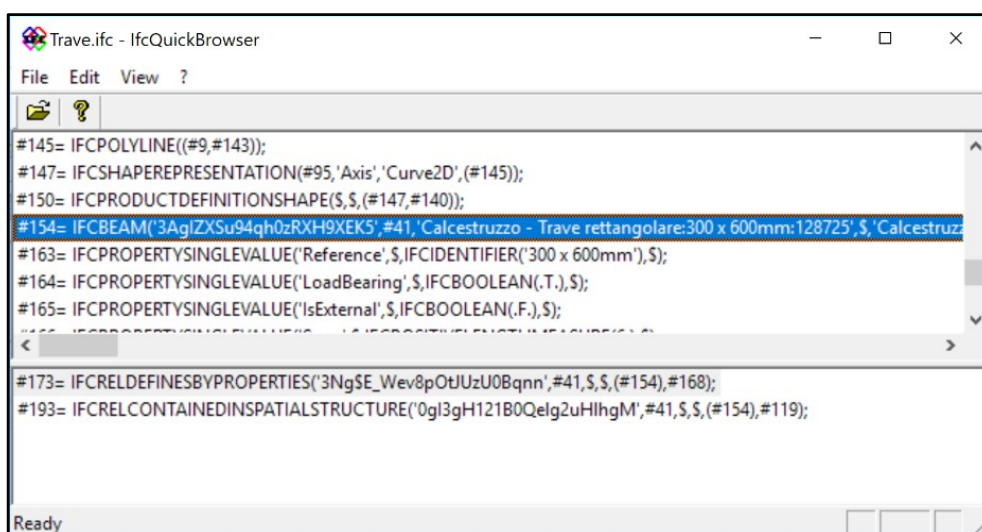 Trave.ifc - IfcQuickBrowser
File Edit View ?
#145= IFCPOLYLINE((#9,#143));
#147= IFCSHAPEREPRESENTATION(#95,'Axis','Curve2D',(#145));
#150= IFCPRODUCTDEFINITIONSHAPE($,$,(#147,#140));
#154= IFCBEAM('3AglZXSu94qh0zRXH9XEK5',#41,'Calcestruzzo - Trave rettangolare:300 x 600mm:128725',$,'Calcestruzz
#163= IFCPROPERTYSINGLEVALUE('Reference',$,IFCIDENTIFIER('300 x 600mm'),$);
#164= IFCPROPERTYSINGLEVALUE('LoadBearing',$,IFCBOOLEAN(.T.),$);
#165= IFCPROPERTYSINGLEVALUE('IsExternal',$,IFCBOOLEAN(.F.),$);
#173= IFCRELDEFINESBYPROPERTIES('3Ng$E_Wev8pOtJUzU0Bqnn',#41,$,$,(#154),#168);
#193= IFCRELCONTAINEDINSPATIALSTRUCTURE('0gI3gH121B0QeIg2uHIhgM',#41,$,$,(#154),#119);
Ready